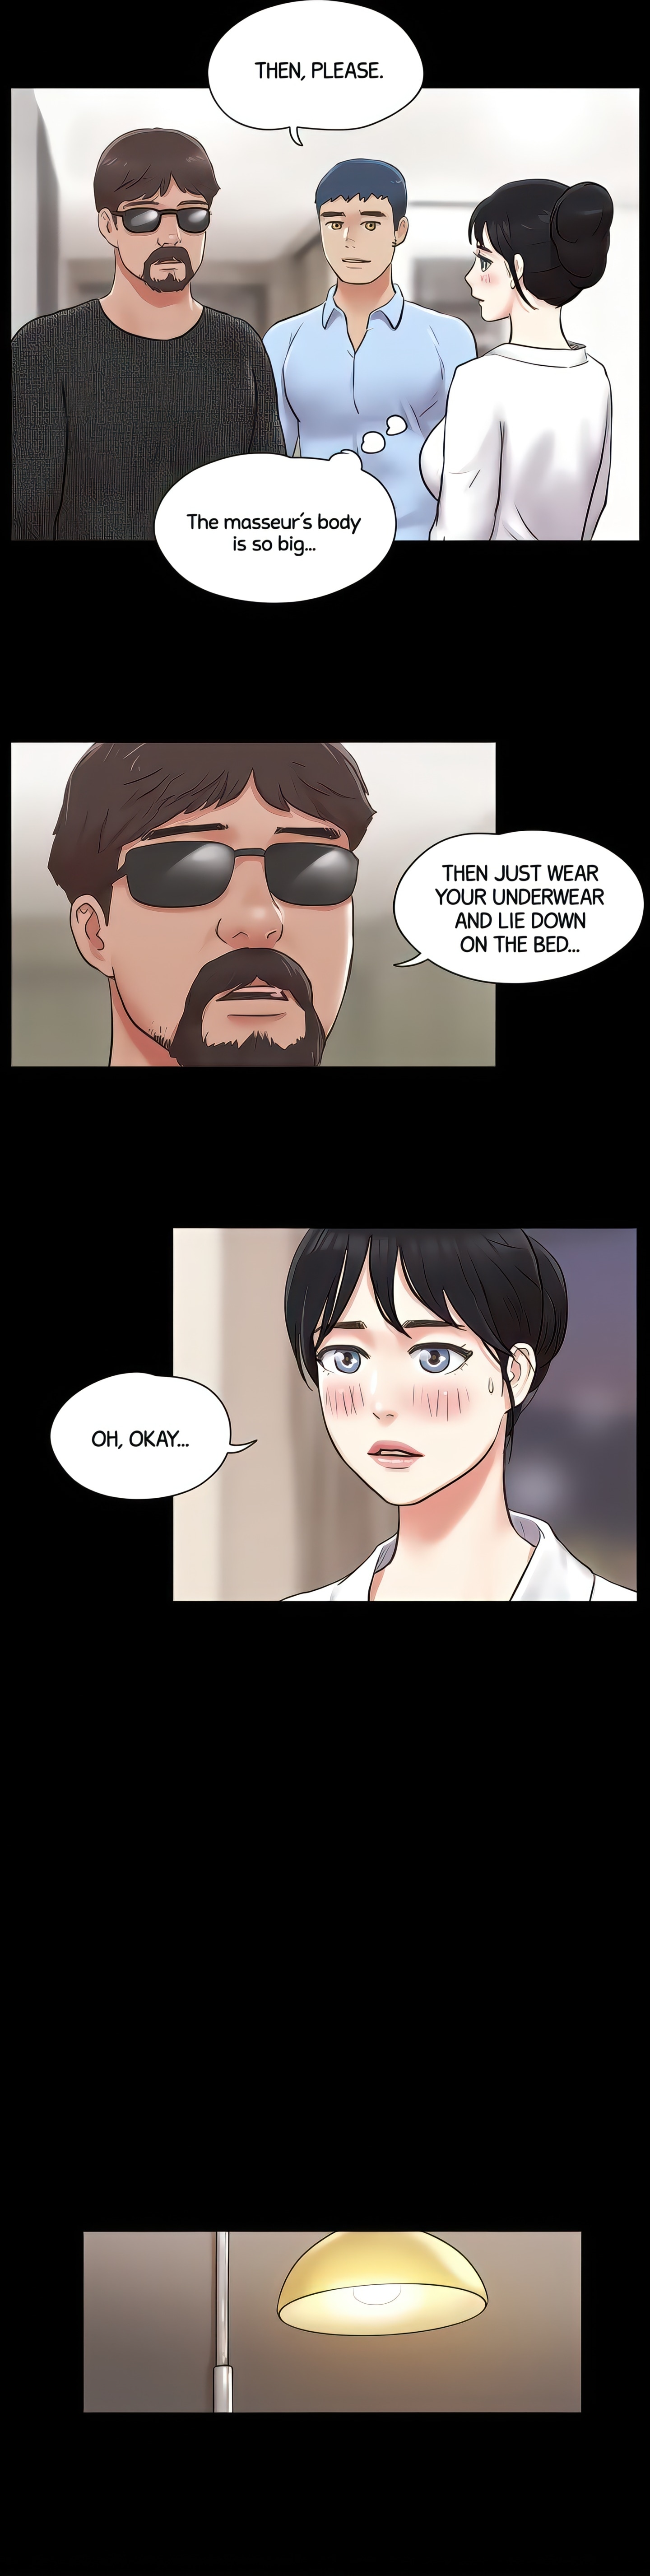 THEN, PLEASE.
The masseur's body
is so big...
THEN JUST WEAR
YOUR UNDERWEAR
AND LIE DOWN
ON THE BED...
OH, OKAY...